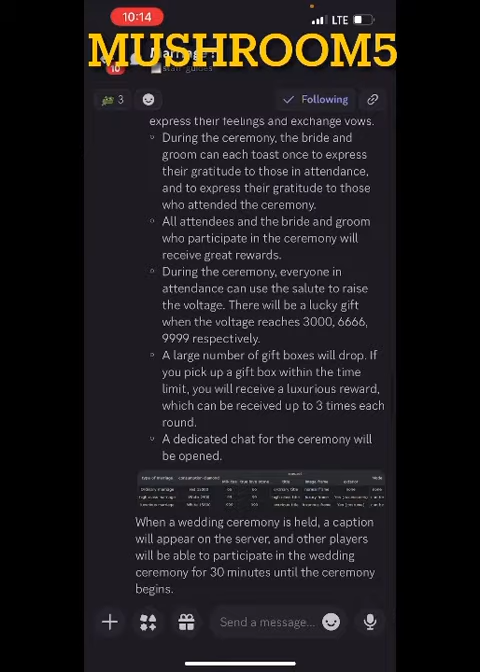 10:14
LTE
MUSHROOM5
10
3
Following
express their feelings and exchange vows.
During the ceremony, the bride and
groom can each toast once to express
their gratitude to those in attendance,
and to express their gratitude to those
who attended the ceremony.
All attendees and the bride and groom
who participate in the ceremony will
receive great rewards.
During the ceremony, everyone in
attendance can use the salute to raise
the voltage. There will be a lucky gift
when the voltage reaches 3000, 6666,
9999 respectively.
A large number of gift boxes will drop. If
you pick up a gift box within the time
limit, you will receive a luxurious reward,
which can be received up to 3 times each
round.
A dedicated chat for the ceremony will
be opened.
type of marriage
title
When a wedding ceremony is held, a caption
will appear on the server, and other players
will be able to participate in the wedding
ceremony for 30 minutes until the ceremony
begins.
Send a message...